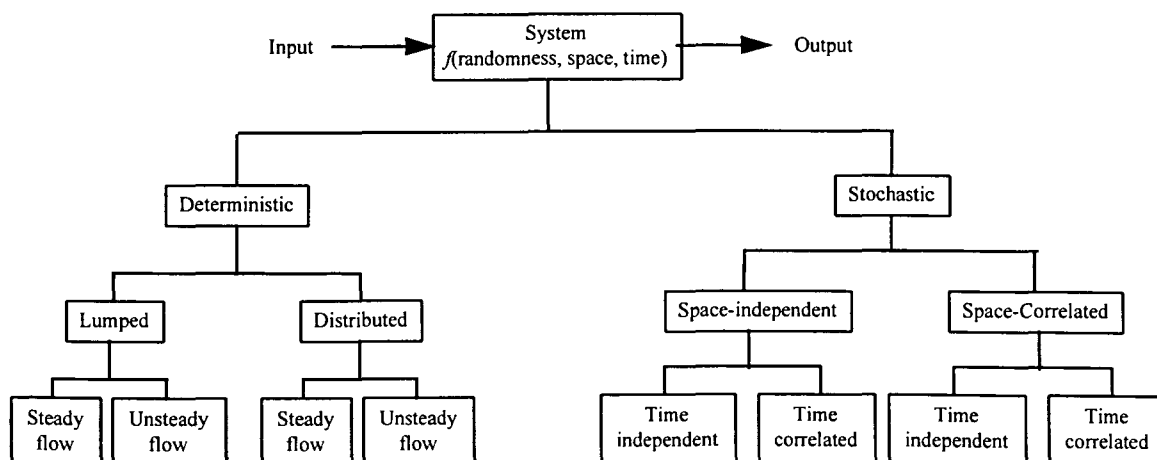 Input
System
f(randomness, space, time)
Output
Deterministic
Stochastic
Lumped
Distributed
Space-independent
Space-Correlated
Steady
flow
Unsteady
flow
Steady
flow
Unsteady
flow
Time
independent
Time
correlated
Time
independent
Time
correlated